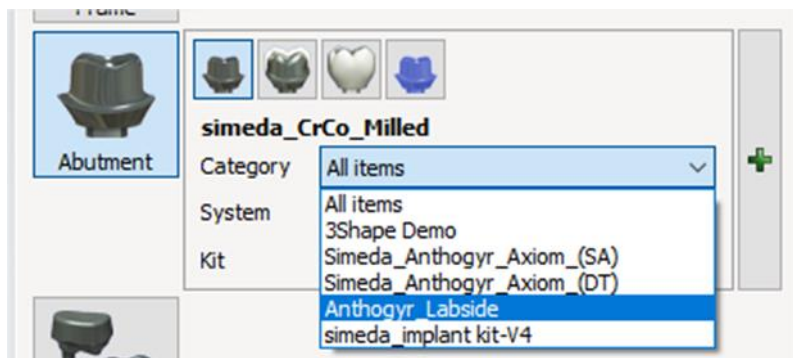 Frame
simeda_CrCo_Milled
Abutment
Category All items
System
Kit
All items
3Shape Demo
Simeda_Anthogyr_Axiom_(SA)
Simeda_Anthogyr_Axiom_(DT)
Anthogyr_Labside
simeda_implant kit-V4